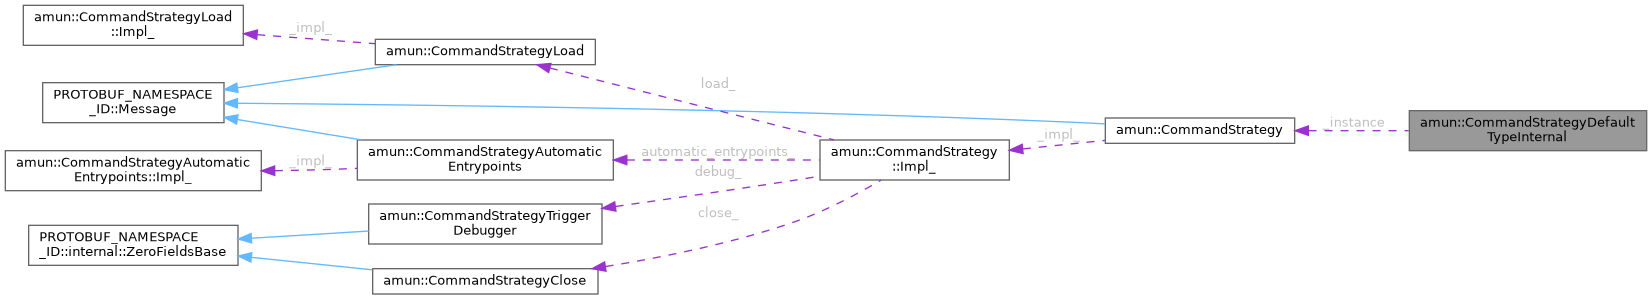 amun::CommandStrategyLoad
::Impl_
_impl_
amun::CommandStrategyLoad
load_
PROTOBUF_NAMESPACE
_ID::Message
amun::CommandStrategy
_instance
amun::CommandStrategyDefault
TypeInternal
_impl_
amun::CommandStrategyAutomatic
Entrypoints::Impl_
_impl_
amun::CommandStrategyAutomatic
Entrypoints
automatic_entrypoints_
amun::CommandStrategy
::Impl_
debug_
amun::CommandStrategyTrigger
Debugger
close_
PROTOBUF_NAMESPACE
_ID::internal::ZeroFieldsBase
amun::CommandStrategyClose